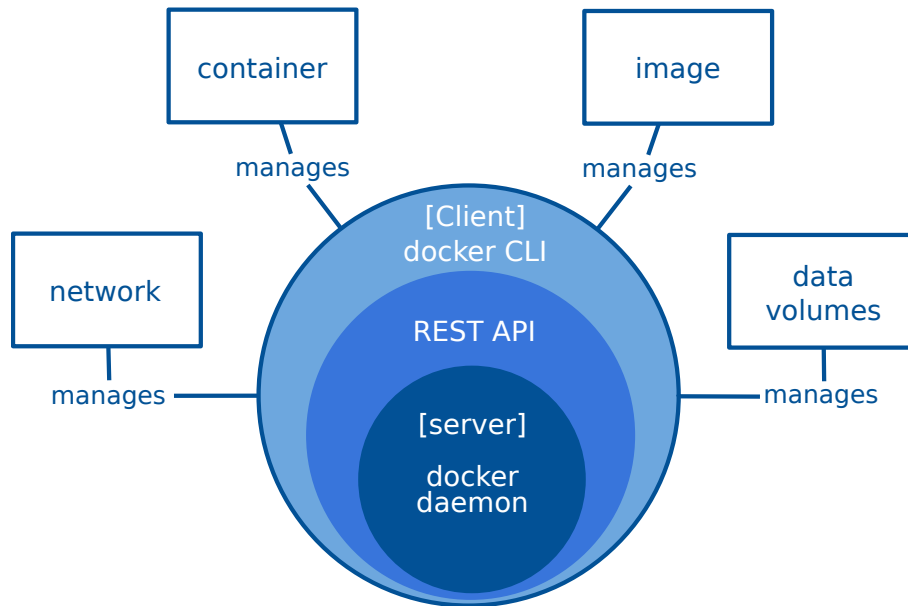 container
image
manages
manages
[Client]
docker CLI
network
data
volumes
REST API
manages
manages
[server]
docker
daemon